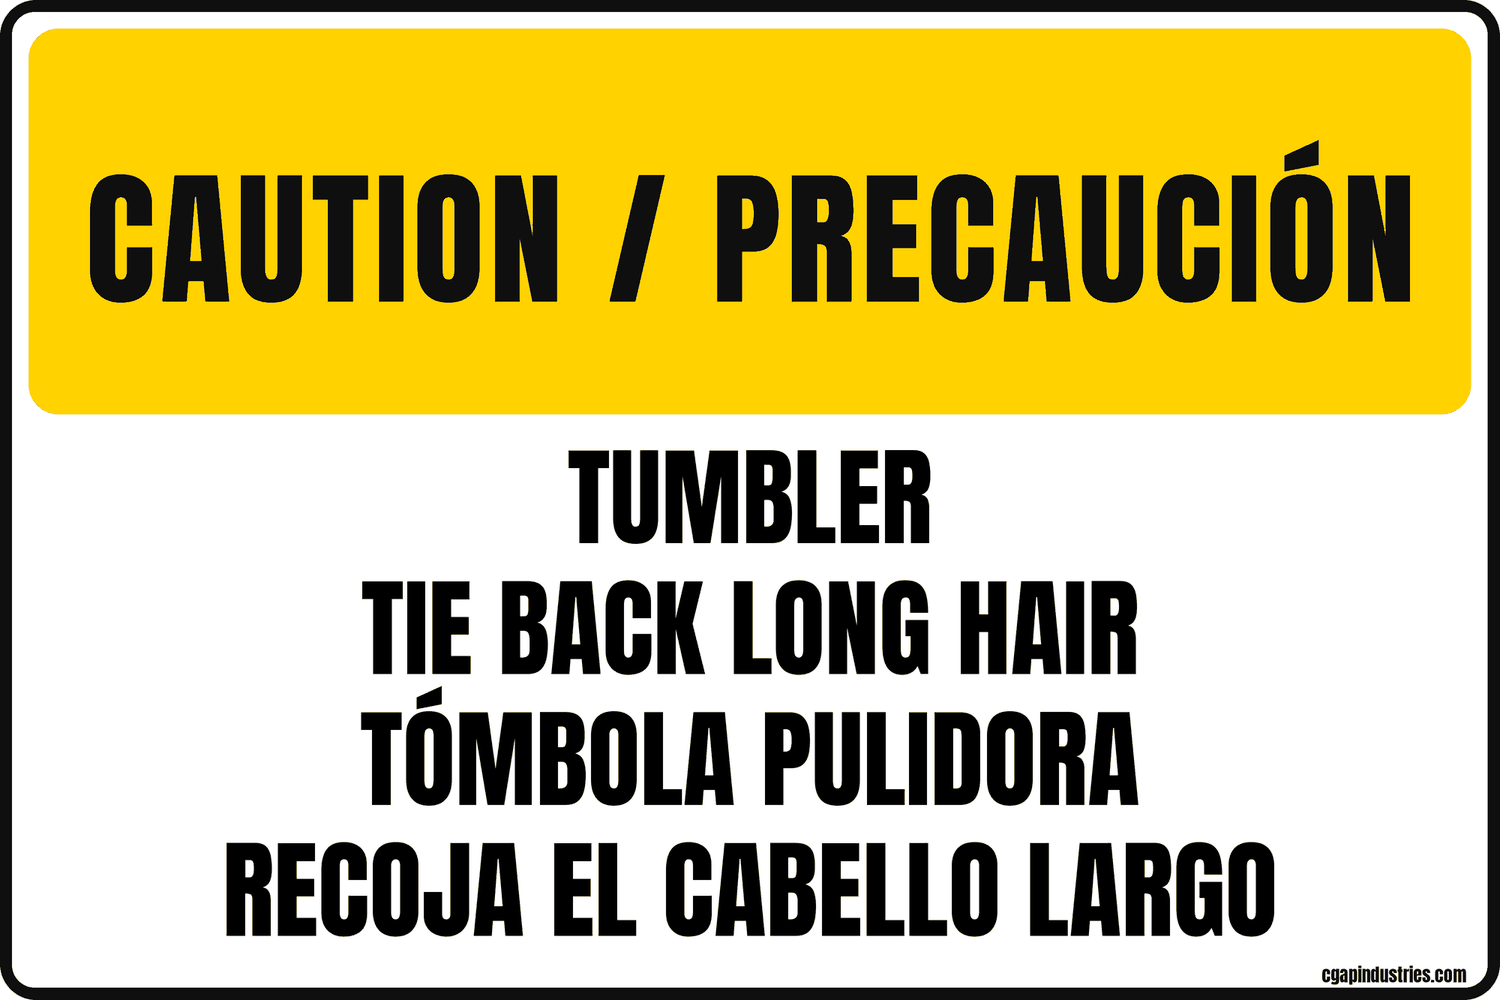 CAUTION / PRECAUCIÓN
TUMBLER
TIE BACK LONG HAIR
TÓMBOLA PULIDORA
RECOJA EL CABELLO LARGO
cgapindustries.com